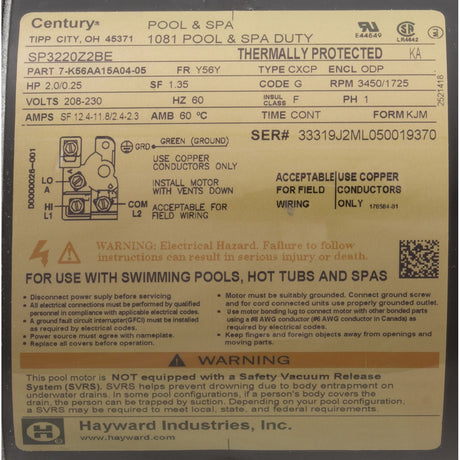 Century®
POOL & SPA
TIPP CITY, OH 45371
1081 POOL & SPA DUTY
E44649
LR4642
SP3220Z2BE
THERMALLY PROTECTED
KA
PART 7-K56AA15A04-05
FR Y56Y
TYPE CXCP
ENCL OPEN
HP 2.0/0.25
SF 1.35
CODE G
RPM 3450/1725
VOLTS 208-230
HZ 60
INSUL CLASS F
PH 1
AMPS SF 12.4-11.8/2.4-2.3
AMB 60 °C
TIME CONT
FORM KJM
2521418
SER# 33319J2ML050019370
GRD
GREEN (GROUND)
USE COPPER
CONDUCTORS ONLY
INSTALL MOTOR
WITH VENTS DOWN
ACCEPTABLE FOR
FIELD WIRING
LO
A
HI
L1
COM
L2
ACCEPTABLE
FOR FIELD
WIRING
USE COPPER
CONDUCTORS
ONLY
WARNING: Electrical Hazard. Failure to follow
instructions can result in serious injury or death.
FOR USE WITH SWIMMING POOLS, HOT TUBS AND SPAS
• Disconnect power supply before servicing
• All electrical connections must be performed by qualified
personnel in compliance with applicable electrical codes.
• A ground fault circuit interrupter(GFCI) must be installed
as required by electrical codes.
• Power source must agree with nameplate.
• Replace all covers before operation.
• Motor must be suitably grounded. Connect ground screw
and for cord connected units use properly grounded outlet.
• Use motor bonding lug to connect motor with other bonded parts
using a #8 AWG conductor (#6 AWG conductor in Canada) as
required by electrical codes.
• Keep fingers and foreign objects away from openings and
moving parts.
WARNING
This pool motor is NOT equipped with a Safety Vacuum Release
System (SVRS). SVRS helps prevent drowning due to body entrapment on
underwater drains. In some pool configurations, if a person's body covers the
drain, the person can be trapped by suction. Depending on your pool configuration,
a SVRS may be required to meet local, state, and federal requirements.
H
Hayward Industries, Inc.
www.hayward.com